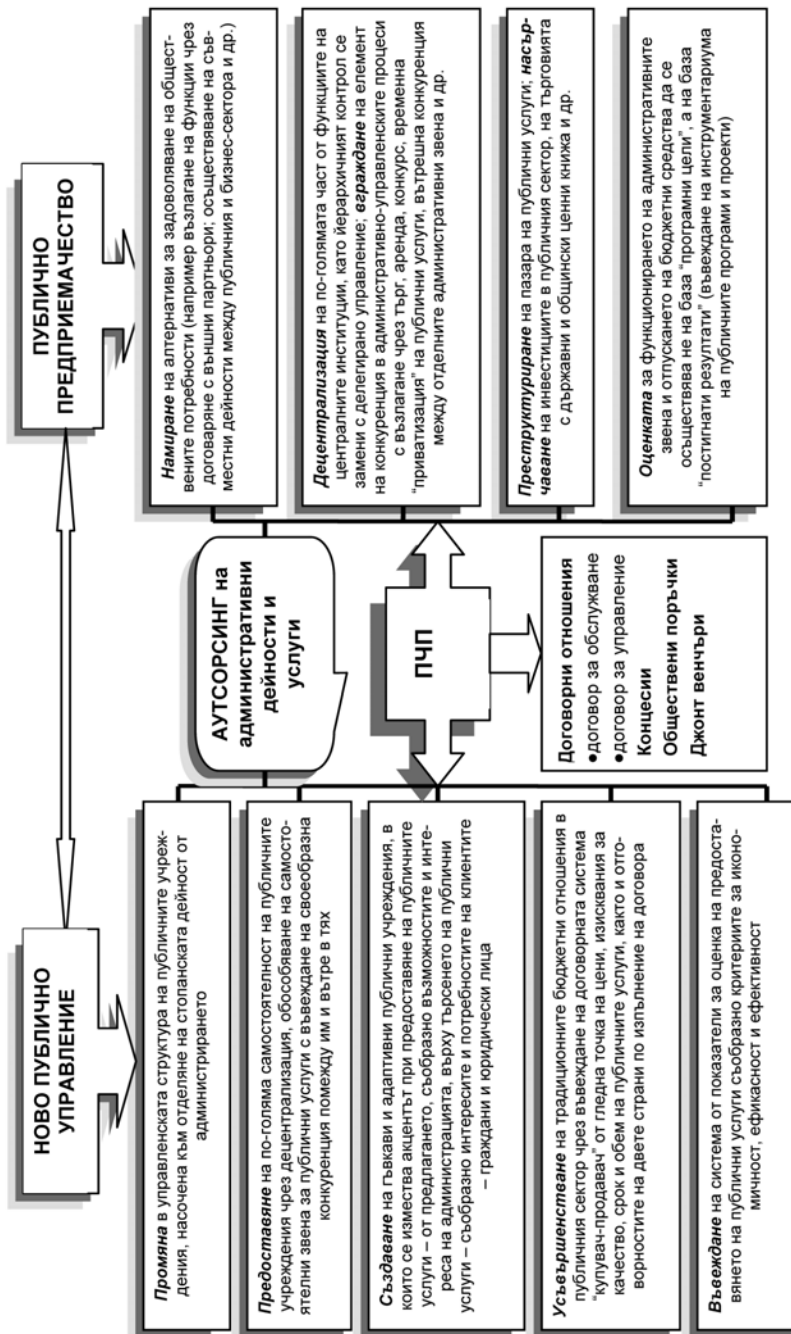 НОВО ПУБЛИЧНО
УПРАВЛЕНИЕ
ПУБЛИЧНО
ПРЕДПРИЕМАЧЕСТВО
Промяна в управленската структура на публичните учреж-
дения, насочена към отделяне на стопанската дейност от
администрирането
Предоставяне на по-голяма самостоятелност на публичните
учреждения чрез децентрализация, обособяване на самосто-
ятелни звена за публични услуги с въвеждане на своеобразна
конкуренция помежду им и вътре в тях
Създаване на гъвкави и адаптивни публични учреждения, в
които се измества акцентът при предоставяне на публичните
услуги – от предлагането, съобразно възможностите и инте-
реса на администрацията, върху търсенето на публични
услуги – съобразно интересите и потребностите на клиентите
– граждани и юридически лица
Усъвършенстване на традиционните бюджетни отношения в
публичния сектор чрез въвеждане на договорната система
“купувач-продавач” от гледна точка на цени, изисквания за
качество, срок и обем на публичните услуги, както и отго-
ворностите на двете страни по изпълнение на договора
Въвеждане на система от показатели за оценка на предоста-
вянето на публични услуги съобразно критериите за иконо-
мичност, ефикасност и ефективност
АУТСОРСИНГ на
административни
дейности и
услуги
ПЧП
Договорни отношения
●договор за обслужване
●договор за управление
Концесии
Обществени поръчки
Джонт венчъри
Намиране на алтернативи за задоволяване на общест-
вените потребности (например възлагане на функции чрез
договаряне с външни партньори; осъществяване на съв-
местни дейности между публичния и бизнес-сектора и др.)
Децентрализация на по-голямата част от функциите на
централните институции, като йерархичният контрол се
замени с делегирано управление; вграждане на елемент
на конкуренция в административно-управленските процеси
с възлагане чрез търг, аренда, конкурс, временна
“приватизация” на публични услуги, вътрешна конкуренция
между отделните административни звена и др.
Преструктуриране на пазара на публични услуги; насър-
чаване на инвестициите в публичния сектор, на търговията
с държавни и общински ценни книжа и др.
Оценката за функционирането на административните
звена и отпускането на бюджетни средства да се
осъществява не на база “програмни цели”, а на база
“постигнати резултати” (въвеждане на инструментариума
на публичните програми и проекти)